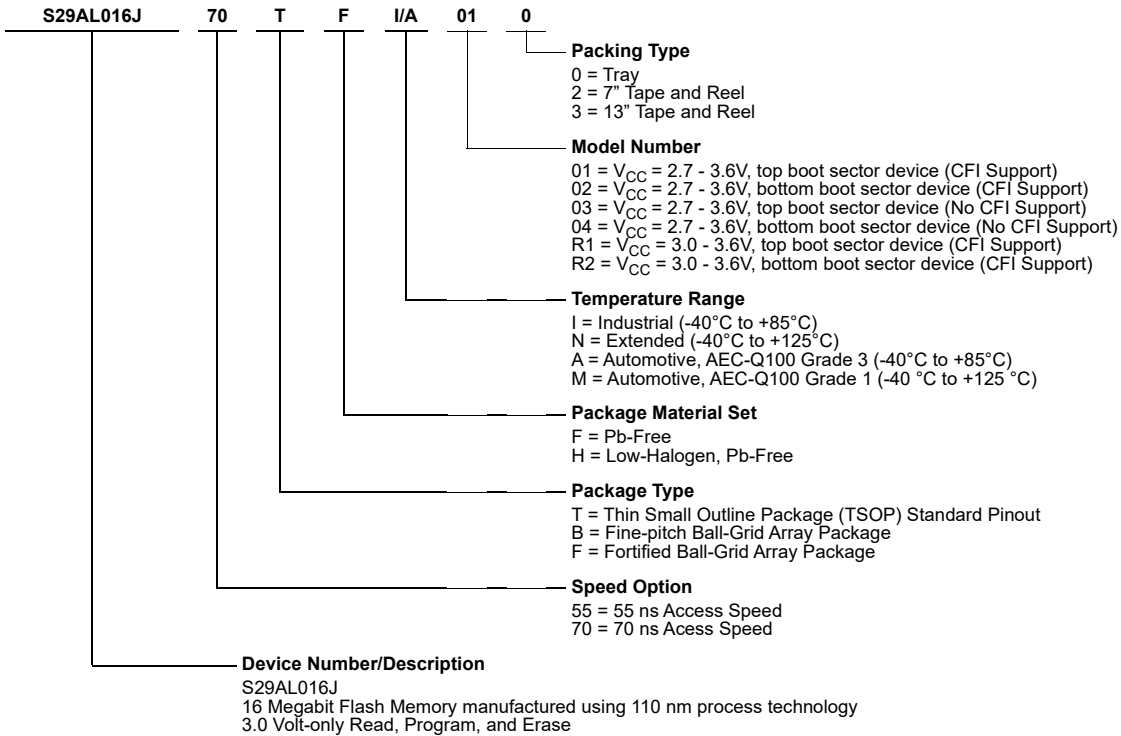 S29AL016J 70 T F I/A 01 0
Packing Type
0 = Tray
2 = 7” Tape and Reel
3 = 13” Tape and Reel
Model Number
01 = VCC = 2.7 - 3.6V, top boot sector device (CFI Support)
02 = VCC = 2.7 - 3.6V, bottom boot sector device (CFI Support)
03 = VCC = 2.7 - 3.6V, top boot sector device (No CFI Support)
04 = VCC = 2.7 - 3.6V, bottom boot sector device (No CFI Support)
R1 = VCC = 3.0 - 3.6V, top boot sector device (CFI Support)
R2 = VCC = 3.0 - 3.6V, bottom boot sector device (CFI Support)
Temperature Range
I = Industrial (-40°C to +85°C)
N = Extended (-40°C to +125°C)
A = Automotive, AEC-Q100 Grade 3 (-40°C to +85°C)
M = Automotive, AEC-Q100 Grade 1 (-40 °C to +125 °C)
Package Material Set
F = Pb-Free
H = Low-Halogen, Pb-Free
Package Type
T = Thin Small Outline Package (TSOP) Standard Pinout
B = Fine-pitch Ball-Grid Array Package
F = Fortified Ball-Grid Array Package
Speed Option
55 = 55 ns Access Speed
70 = 70 ns Acess Speed
Device Number/Description
S29AL016J
16 Megabit Flash Memory manufactured using 110 nm process technology
3.0 Volt-only Read, Program, and Erase